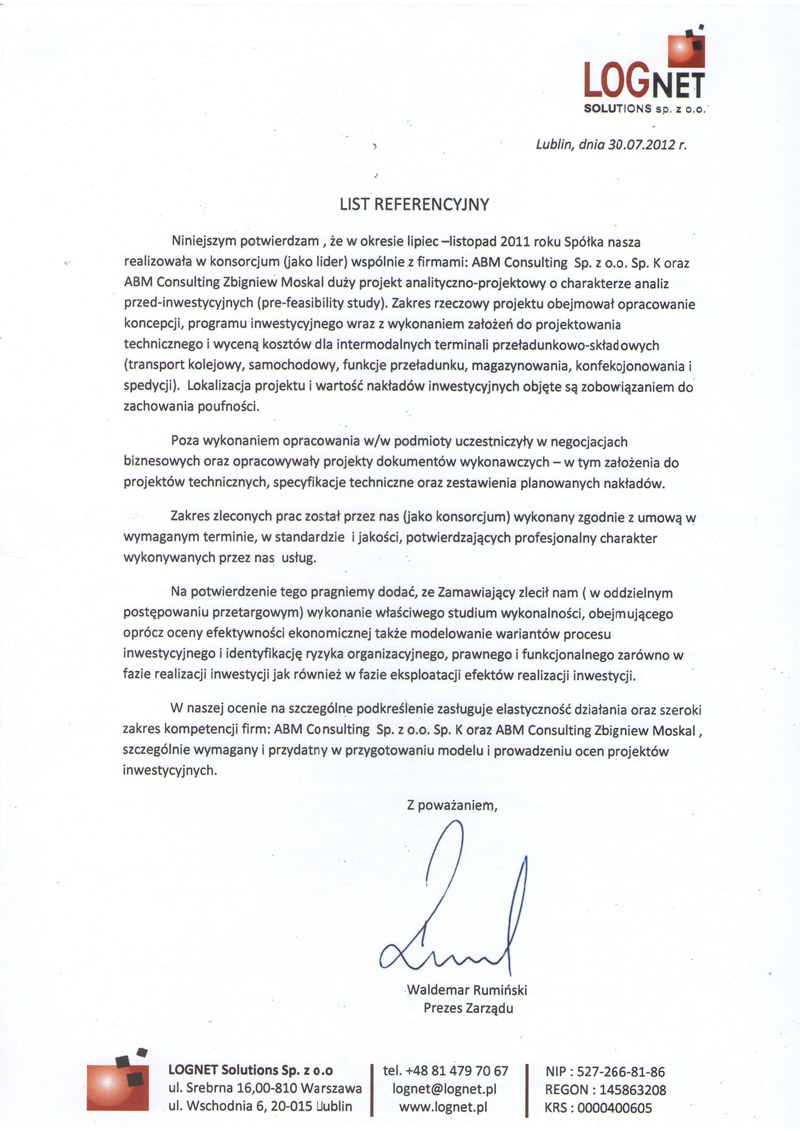 LOGNET
SOLUTIONS sp. z o.o.
Lublin, dnia 30.07.2012 r.
LIST REFERENCYJNY
Niniejszym potwierdzam , że w okresie lipiec –listopad 2011 roku Spółka nasza
realizowała w konsorcjum (jako lider) wspólnie z firmami: ABM Consulting Sp. z o.o. Sp. K oraz
ABM Consulting Zbigniew Moskal duży projekt analityczno-projektowy o charakterze analiz
przed-inwestycyjnych (pre-feasibility study). Zakres rzeczowy projektu obejmował opracowanie
koncepcji, programu inwestycyjnego wraz z wykonaniem założeń do projektowania
technicznego i wyceną kosztów dla intermodalnych terminali przeładunkowo-składowych
(transport kolejowy, samochodowy, funkcje przeładunku, magazynowania, konfekcjonowania i
spedycji). Lokalizacja projektu i wartość nakładów inwestycyjnych objęte są zobowiązaniem do
zachowania poufności.
Poza wykonaniem opracowania w/w podmioty uczestniczyły w negocjacjach
biznesowych oraz opracowywały projekty dokumentów wykonawczych – w tym założenia do
projektów technicznych, specyfikacje techniczne oraz zestawienia planowanych nakładów.
Zakres zleconych prac został przez nas (jako konsorcjum) wykonany zgodnie z umową w
wymaganym terminie, w standardzie i jakości, potwierdzających profesjonalny charakter
wykonywanych przez nas usług.
Na potwierdzenie tego pragniemy dodać, ze Zamawiający zlecił nam ( w oddzielnym
postępowaniu przetargowym) wykonanie właściwego studium wykonalności, obejmującego
oprócz oceny efektywności ekonomicznej także modelowanie wariantów procesu
inwestycyjnego i identyfikację ryzyka organizacyjnego, prawnego i funkcjonalnego zarówno w
fazie realizacji inwestycji jak również w fazie eksploatacji efektów realizacji inwestycji.
W naszej ocenie na szczególne podkreślenie zasługuje elastyczność działania oraz szeroki
zakres kompetencji firm: ABM Consulting Sp. z o.o. Sp. K oraz ABM Consulting Zbigniew Moskal ,
szczególnie wymagany i przydatny w przygotowaniu modelu i prowadzeniu ocen projektów
inwestycyjnych.
Z poważaniem,
Waldemar Rumiński
Prezes Zarządu
LOGNET Solutions Sp. z o.o
ul. Srebrna 16,00-810 Warszawa
ul. Wschodnia 6, 20-015 Lublin
tel. +48 81 479 70 67
lognet@lognet.pl
www.lognet.pl
NIP : 527-266-81-86
REGON : 145863208
KRS : 0000400605